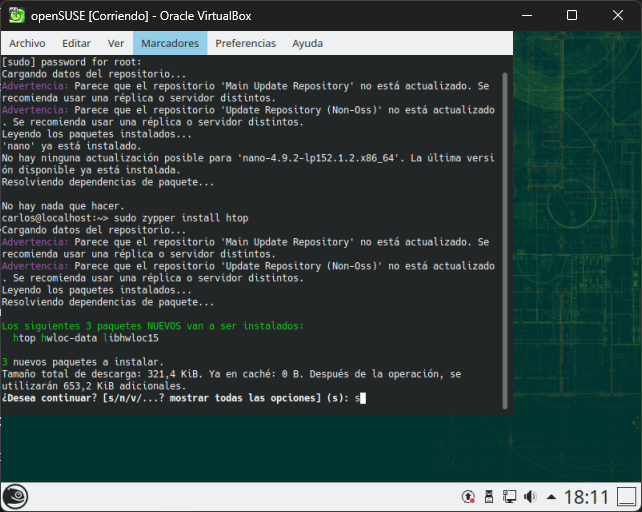 openSUSE [Corriendo] - Oracle VirtualBox
Archivo Editar Ver Marcadores Preferencias Ayuda
[sudo] password for root:
Cargando datos del repositorio...
Advertencia: Parece que el repositorio 'Main Update Repository' no está actualizado. Se
recomienda usar una réplica o servidor distintos.
Advertencia: Parece que el repositorio 'Update Repository (Non-Oss)' no está actualizado
. Se recomienda usar una réplica o servidor distintos.
Leyendo los paquetes instalados...
'nano' ya está instalado.
No hay ninguna actualización posible para 'nano-4.9.2-lp152.1.2.x86_64'. La última versi
ón disponible ya está instalada.
Resolviendo dependencias de paquete...
No hay nada que hacer.
carlos@localhost:~> sudo zypper install htop
Cargando datos del repositorio...
Advertencia: Parece que el repositorio 'Main Update Repository' no está actualizado. Se
recomienda usar una réplica o servidor distintos.
Advertencia: Parece que el repositorio 'Update Repository (Non-Oss)' no está actualizado
. Se recomienda usar una réplica o servidor distintos.
Leyendo los paquetes instalados...
Resolviendo dependencias de paquete...
Los siguientes 3 paquetes NUEVOS van a ser instalados:
htop hwloc-data libhwloc15
3 nuevos paquetes a instalar.
Tamaño total de descarga: 321,4 KiB. Ya en caché: 0 B. Después de la operación, se
utilizarán 653,2 KiB adicionales.
¿Desea continuar? [s/n/v/...? mostrar todas las opciones] (s): s
18:11